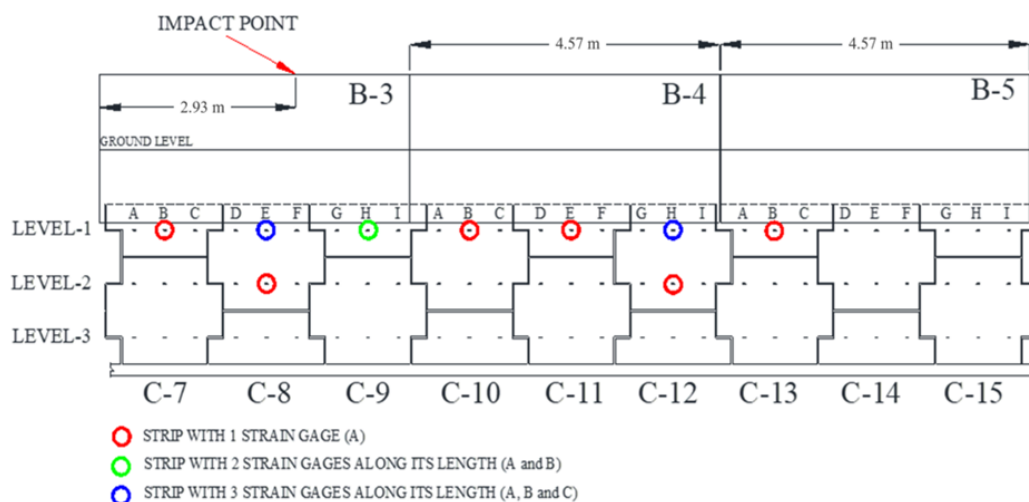 IMPACT POINT
4.57 m 4.57 m
B-3 B-4 B-5
2.93 m
GROUND LEVEL
A B C D E F G H I A B C D E F G H I A B C D E F G H I
LEVEL-1
LEVEL-2
LEVEL-3
C-7 C-8 C-9 C-10 C-11 C-12 C-13 C-14 C-15
STRIP WITH 1 STRAIN GAGE (A)
STRIP WITH 2 STRAIN GAGES ALONG ITS LENGTH (A and B)
STRIP WITH 3 STRAIN GAGES ALONG ITS LENGTH (A, B and C)